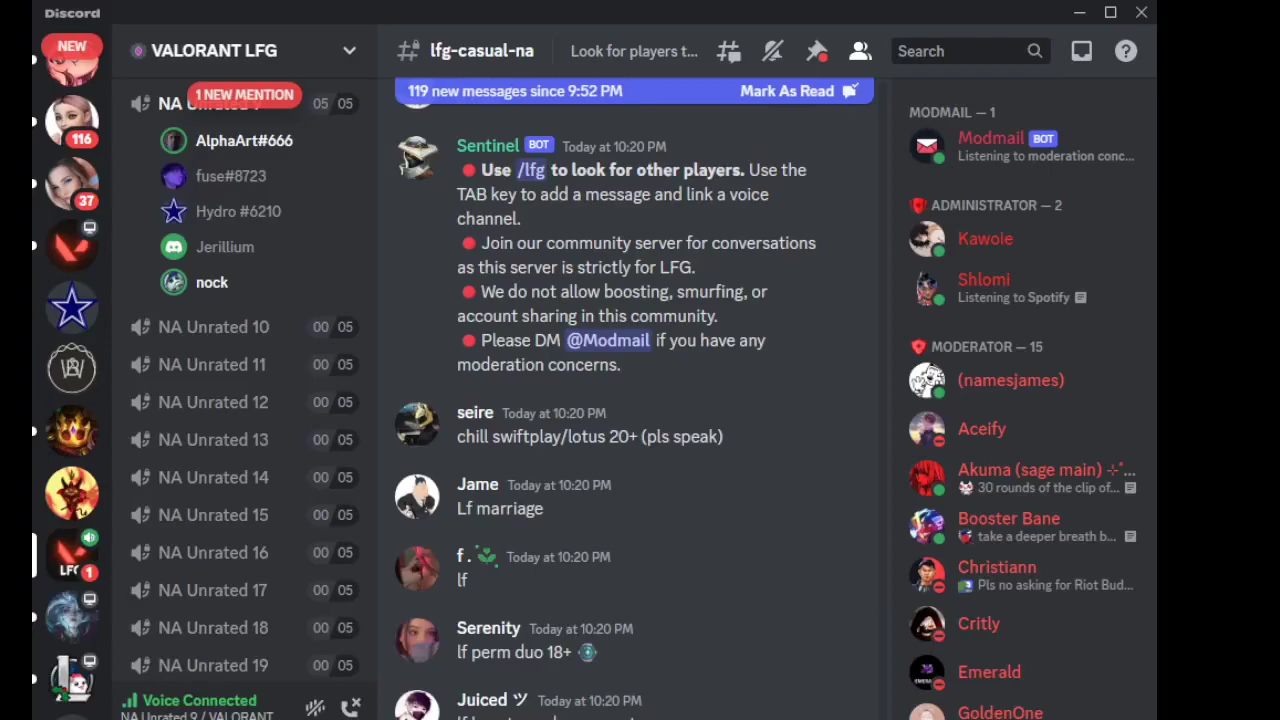 Discord
NEW
116
37
LFG
1
VALORANT LFG
1 NEW MENTION
05 05
AlphaArt#666
fuse#8723
Hydro #6210
Jerillium
nock
NA Unrated 10 00 05
NA Unrated 11 00 05
NA Unrated 12 00 05
NA Unrated 13 00 05
NA Unrated 14 00 05
NA Unrated 15 00 05
NA Unrated 16 00 05
NA Unrated 17 00 05
NA Unrated 18 00 05
NA Unrated 19 00 05
Voice Connected
NA Unrated 9 / VALORANT
lfg-casual-na
Look for players t...
Search
119 new messages since 9:52 PM
Mark As Read
Sentinel BOT Today at 10:20 PM
Use /lfg to look for other players. Use the
TAB key to add a message and link a voice
channel.
Join our community server for conversations
as this server is strictly for LFG.
We do not allow boosting, smurfing, or
account sharing in this community.
Please DM @Modmail if you have any
moderation concerns.
seire Today at 10:20 PM
chill swiftplay/lotus 20+ (pls speak)
Jame Today at 10:20 PM
Lf marriage
f . Today at 10:20 PM
lf
Serenity Today at 10:20 PM
lf perm duo 18+
Juiced ツ Today at 10:20 PM
MODMAIL — 1
Modmail BOT
Listening to moderation conc...
ADMINISTRATOR — 2
Kawoie
Shlomi
Listening to Spotify
MODERATOR — 15
(namesjames)
Aceify
Akuma (sage main) ⊹˚...
30 rounds of the clip of...
Booster Bane
take a deeper breath b...
Christiann
Pls no asking for Riot Bud...
Critly
Emerald
GoldenOne